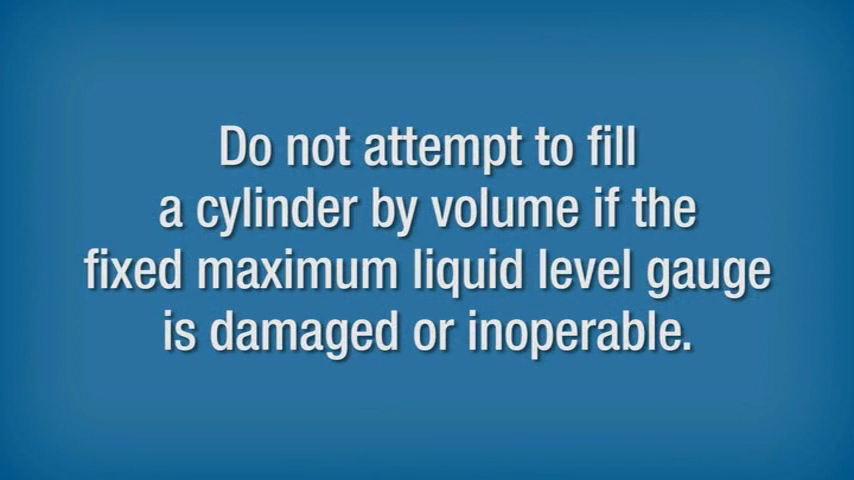 Do not attempt to fill
a cylinder by volume if the
fixed maximum liquid level gauge
is damaged or inoperable.